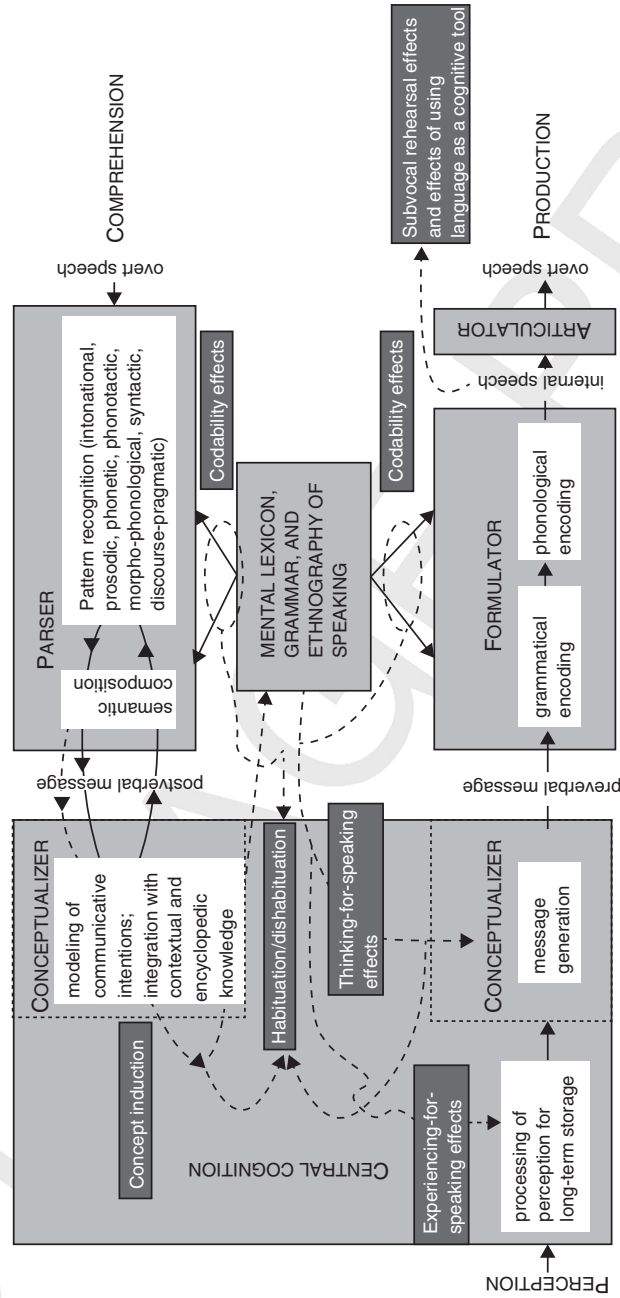 COMPREHENSION
overt speech
PARSER
Pattern recognition (intonational,
prosodic, phonetic, phonotactic,
morpho-phonological, syntactic,
discourse-pragmatic)
semantic
composition
postverbal message
CONCEPTUALIZER
modeling of
communicative
intentions;
integration with
contextual and
encyclopedic
knowledge
Concept induction
CENTRAL COGNITION
Codability effects
MENTAL LEXICON,
GRAMMAR, AND
ETHNOGRAPHY OF
SPEAKING
Codability effects
Habituation/dishabituation
Thinking-for-speaking
effects
Experiencing-for-
speaking effects
PERCEPTION
processing of
perception for
long-term storage
CONCEPTUALIZER
message
generation
preverbal message
FORMULATOR
grammatical
encoding
phonological
encoding
internal speech
ARTICULATOR
overt speech
PRODUCTION
Subvocal rehearsal effects
and effects of using
language as a cognitive tool